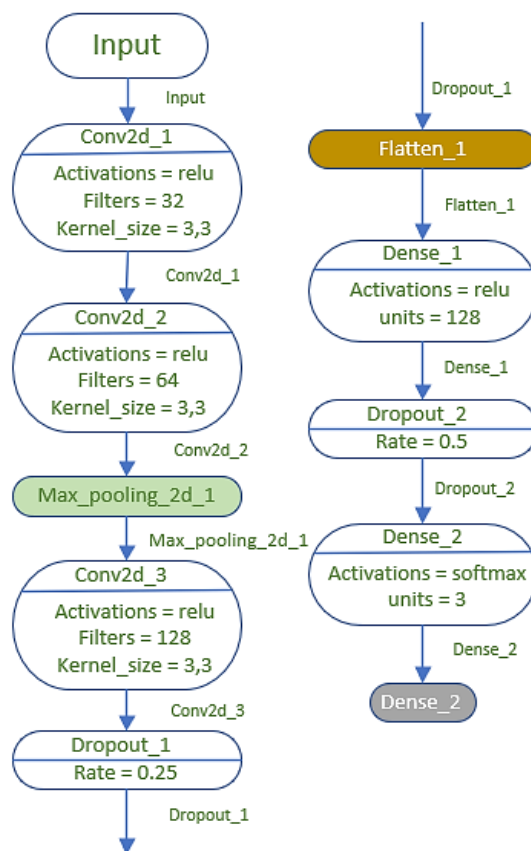 Input
Input
Conv2d_1
Activations = relu
Filters = 32
Kernel_size = 3,3
Conv2d_1
Conv2d_2
Activations = relu
Filters = 64
Kernel_size = 3,3
Conv2d_2
Max_pooling_2d_1
Max_pooling_2d_1
Conv2d_3
Activations = relu
Filters = 128
Kernel_size = 3,3
Conv2d_3
Dropout_1
Rate = 0.25
Dropout_1
Dropout_1
Flatten_1
Flatten_1
Dense_1
Activations = relu
units = 128
Dense_1
Dropout_2
Rate = 0.5
Dropout_2
Dense_2
Activations = softmax
units = 3
Dense_2
Dense_2